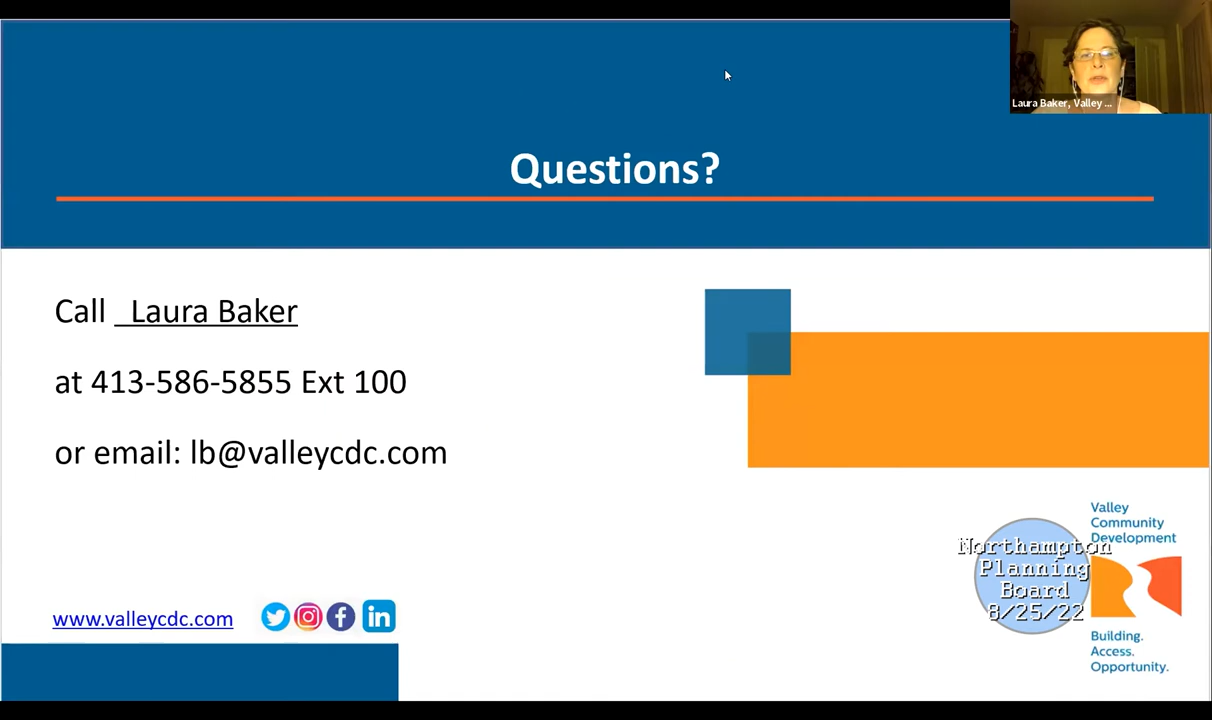 Laura Baker, Valley ...
Questions?
Call   Laura Baker
at 413-586-5855 Ext 100
or email: lb@valleycdc.com
www.valleycdc.com
Northampton
Planning
Board
8/25/22
Valley
Community
Development
Building.
Access.
Opportunity.